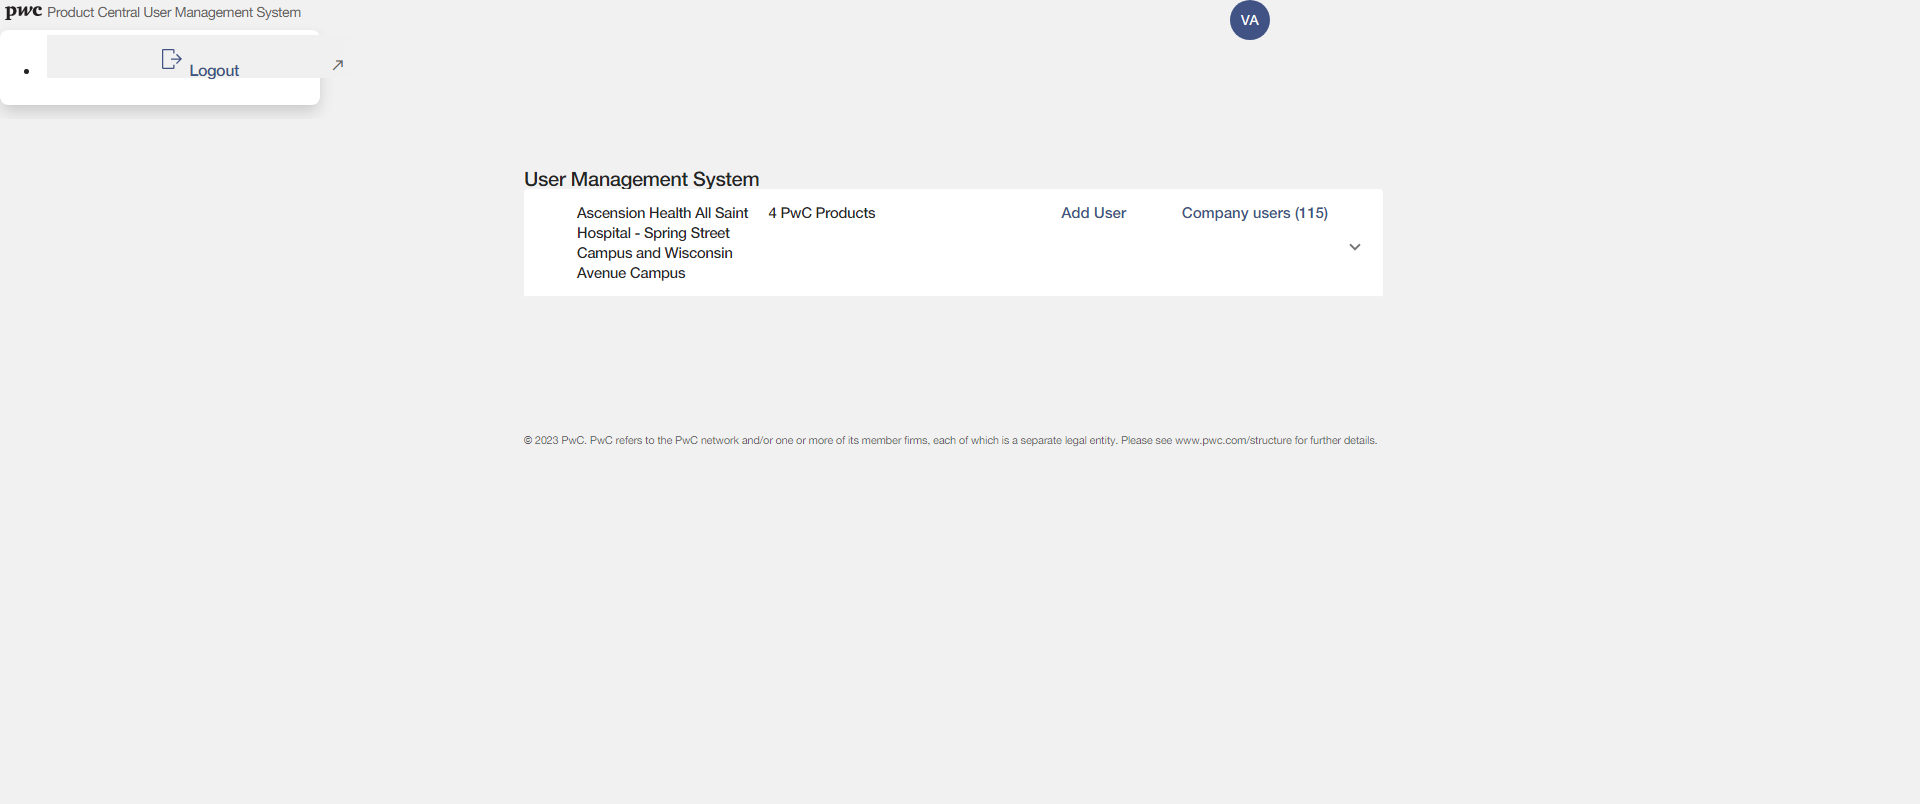 pwc Product Central User Management System
VA
Logout
User Management System
Ascension Health All Saint 4 PwC Products Add User Company users (115)
Hospital - Spring Street
Campus and Wisconsin
Avenue Campus
© 2023 PwC. PwC refers to the PwC network and/or one or more of its member firms, each of which is a separate legal entity. Please see www.pwc.com/structure for further details.